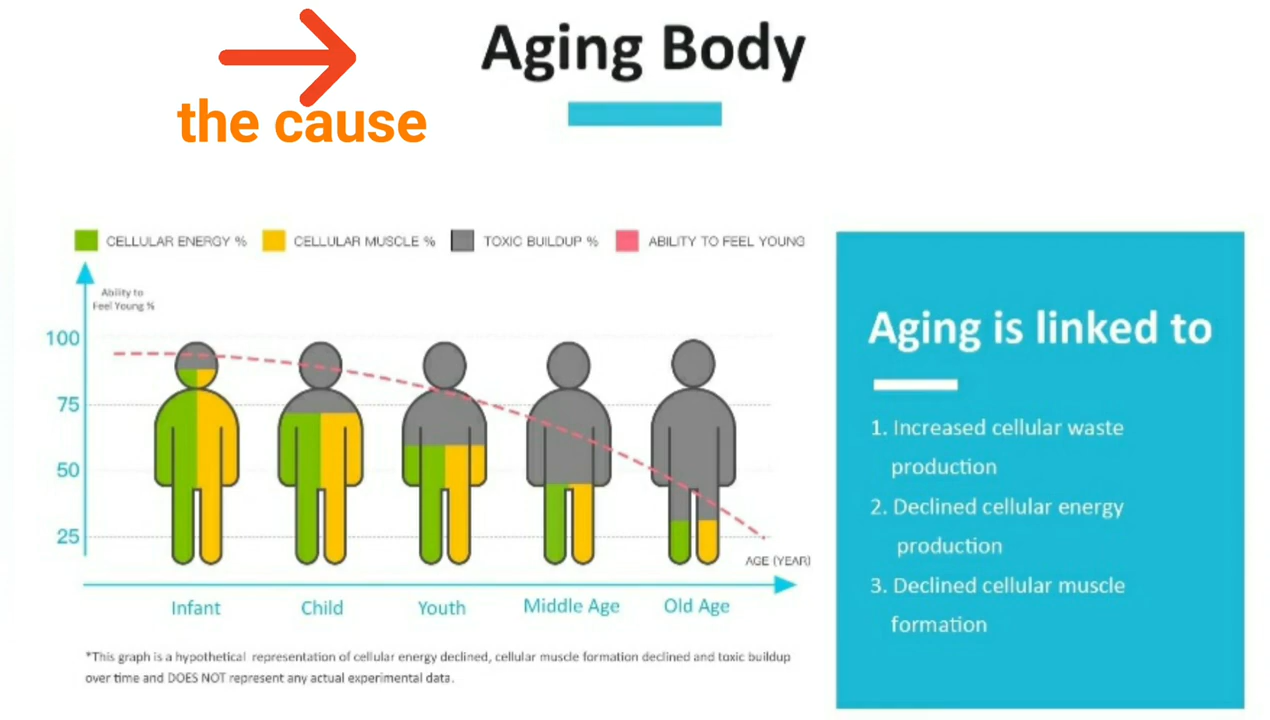 Aging Body
the cause
CELLULAR ENERGY % CELLULAR MUSCLE % TOXIC BUILDUP % ABILITY TO FEEL YOUNG
Ability to
Feel Young %
100
75
50
25
AGE (YEAR)
Infant Child Youth Middle Age Old Age
*This graph is a hypothetical representation of cellular energy declined, cellular muscle formation declined and toxic buildup
over time and DOES NOT represent any actual experimental data.
Aging is linked to
1. Increased cellular waste
production
2. Declined cellular energy
production
3. Declined cellular muscle
formation